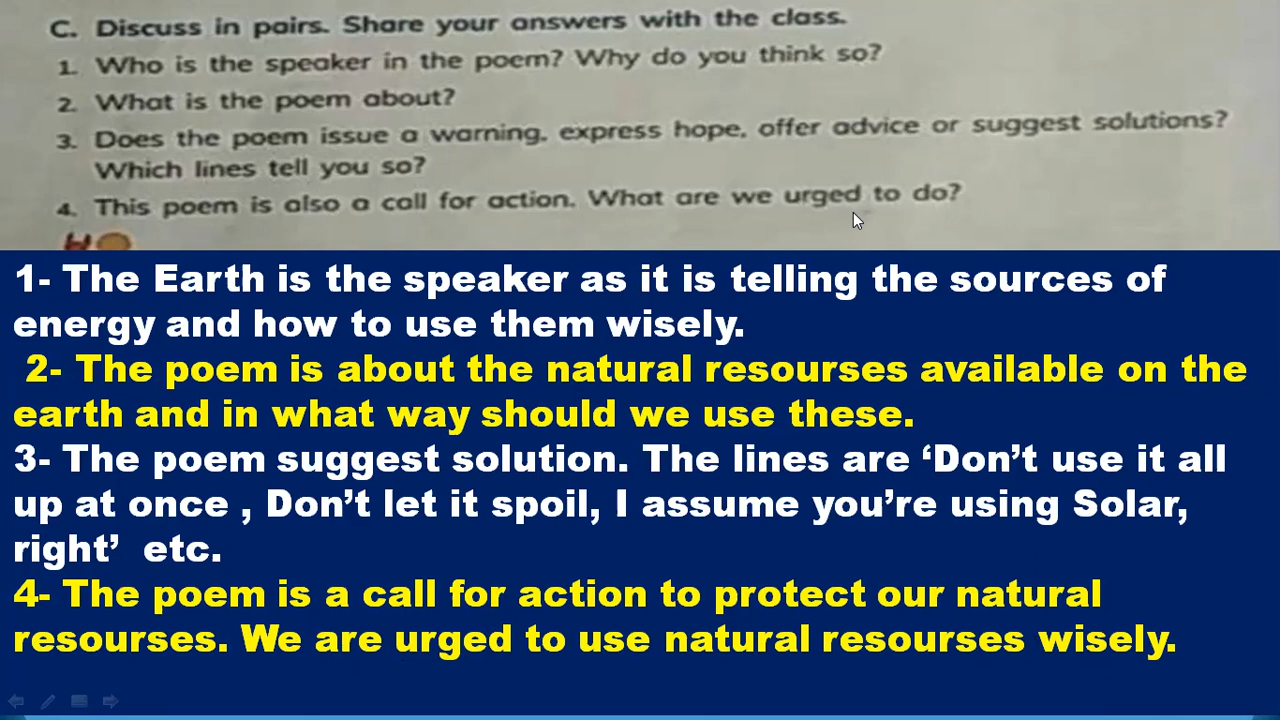 C. Discuss in pairs. Share your answers with the class.
1. Who is the speaker in the poem? Why do you think so?
2. What is the poem about?
3. Does the poem issue a warning, express hope, offer advice or suggest solutions?
Which lines tell you so?
4. This poem is also a call for action. What are we urged to do?
1- The Earth is the speaker as it is telling the sources of
energy and how to use them wisely.
2- The poem is about the natural resourses available on the
earth and in what way should we use these.
3- The poem suggest solution. The lines are ‘Don’t use it all
up at once , Don’t let it spoil, I assume you’re using Solar,
right’ etc.
4- The poem is a call for action to protect our natural
resourses. We are urged to use natural resourses wisely.